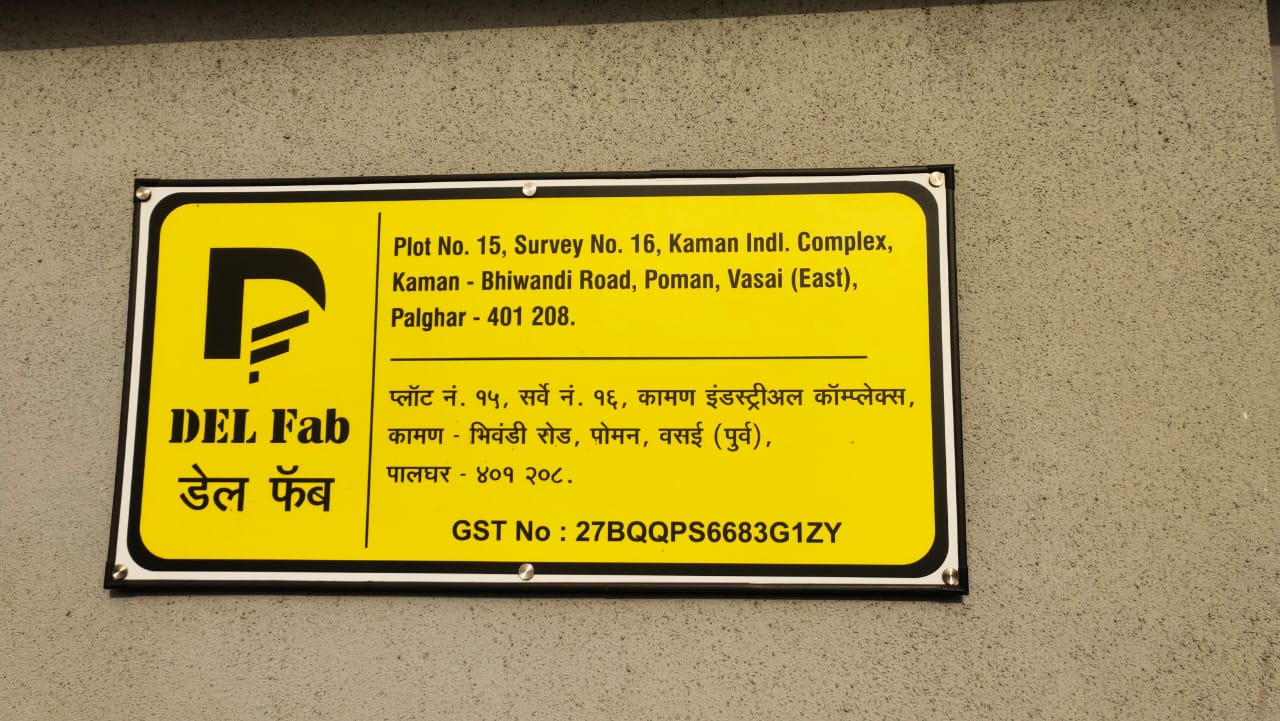 DEL Fab
डेल फॅब
Plot No. 15, Survey No. 16, Kaman Indl. Complex,
Kaman - Bhiwandi Road, Poman, Vasai (East),
Palghar - 401 208.
प्लॉट नं. १५, सर्वे नं. १६, कामण इंडस्ट्रीअल कॉम्प्लेक्स,
कामण - भिवंडी रोड, पोमन, वसई (पुर्व),
पालघर - ४०१ २०८.
GST No : 27BQQPS6683G1ZY